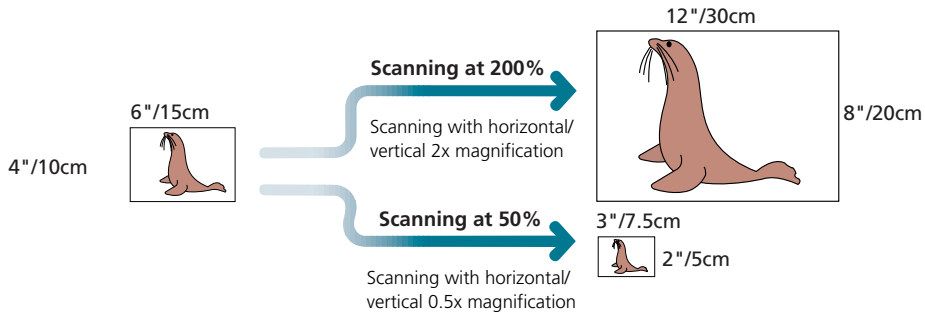 12"/30cm
Scanning at 200%
6"/15cm
8"/20cm
Scanning with horizontal/
vertical 2x magnification
4"/10cm
Scanning at 50%
3"/7.5cm
2"/5cm
Scanning with horizontal/
vertical 0.5x magnification